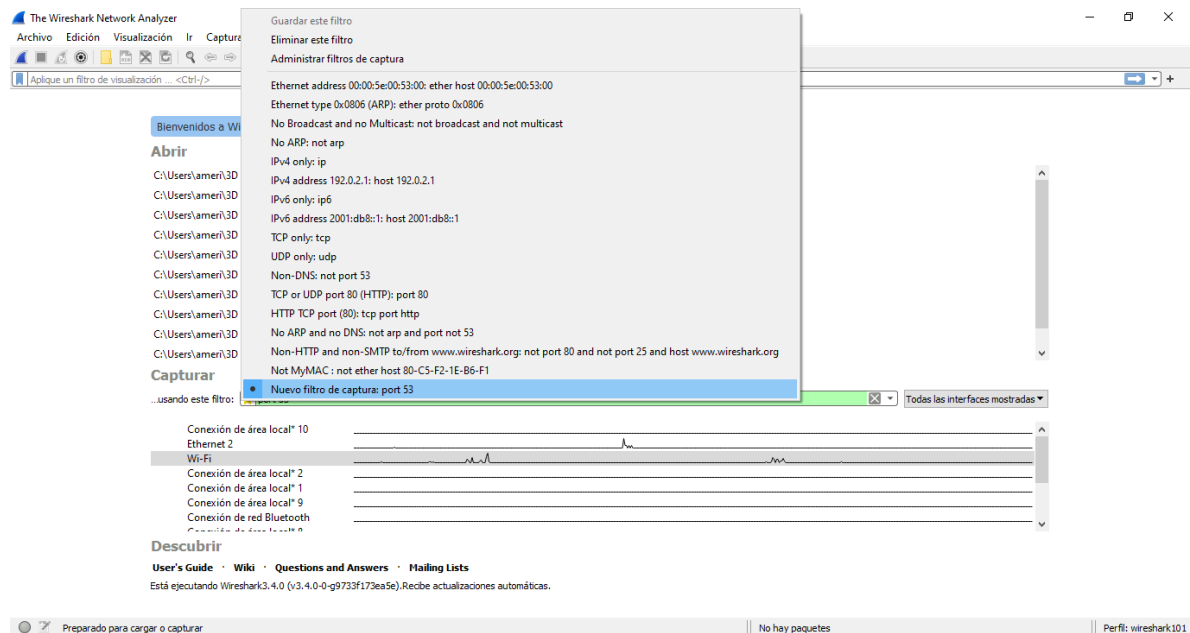 The Wireshark Network Analyzer
Archivo Edición Visualización Ir Captura
Aplique un filtro de visualización ... <Ctrl-/>
Guardar este filtro
Eliminar este filtro
Administrar filtros de captura
Ethernet address 00:00:5e:00:53:00: ether host 00:00:5e:00:53:00
Ethernet type 0x0806 (ARP): ether proto 0x0806
No Broadcast and no Multicast: not broadcast and not multicast
No ARP: not arp
IPv4 only: ip
IPv4 address 192.0.2.1: host 192.0.2.1
IPv6 only: ip6
IPv6 address 2001:db8::1: host 2001:db8::1
TCP only: tcp
UDP only: udp
Non-DNS: not port 53
TCP or UDP port 80 (HTTP): port 80
HTTP TCP port (80): tcp port http
No ARP and no DNS: not arp and port not 53
Non-HTTP and non-SMTP to/from www.wireshark.org: not port 80 and not port 25 and host www.wireshark.org
Not MyMAC : not ether host 80-C5-F2-1E-B6-F1
Nuevo filtro de captura: port 53
Bienvenidos a Wi
Abrir
C:\Users\ameri\3D
C:\Users\ameri\3D
C:\Users\ameri\3D
C:\Users\ameri\3D
C:\Users\ameri\3D
C:\Users\ameri\3D
C:\Users\ameri\3D
C:\Users\ameri\3D
C:\Users\ameri\3D
C:\Users\ameri\3D
Capturar
...usando este filtro: Todas las interfaces mostradas
Conexión de área local* 10
Ethernet 2
Wi-Fi
Conexión de área local* 2
Conexión de área local* 1
Conexión de área local* 9
Conexión de red Bluetooth
Descubrir
User's Guide · Wiki · Questions and Answers · Mailing Lists
Está ejecutando Wireshark3.4.0 (v3.4.0-0-g9733f173ea5e).Recibe actualizaciones automáticas.
Preparado para cargar o capturar No hay paquetes Perfil: wireshark101